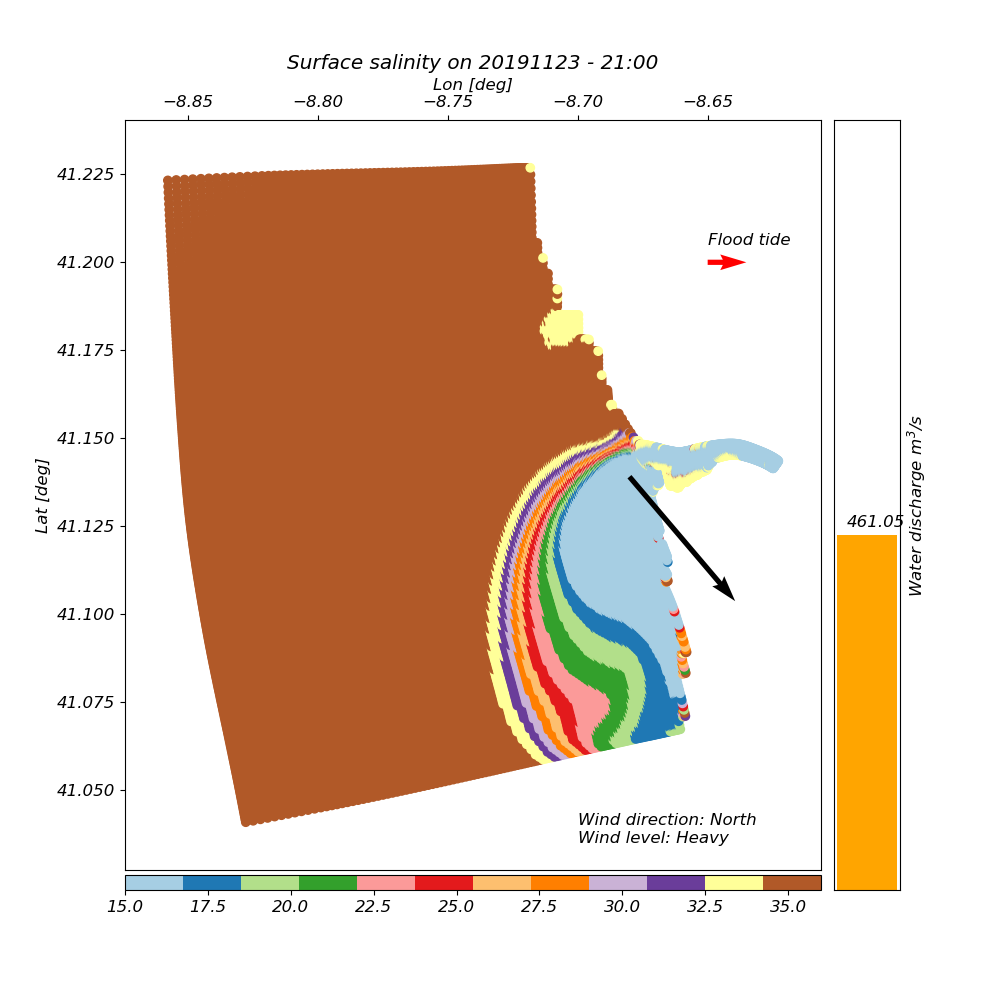 Surface salinity on 20191123 - 21:00
Lon [deg]
−8.85 −8.80 −8.75 −8.70 −8.65
41.225
41.200
41.175
41.150
41.125
41.100
41.075
41.050
Lat [deg]
Flood tide
Wind direction: North
Wind level: Heavy
461.05
Water discharge m³/s
15.0 17.5 20.0 22.5 25.0 27.5 30.0 32.5 35.0